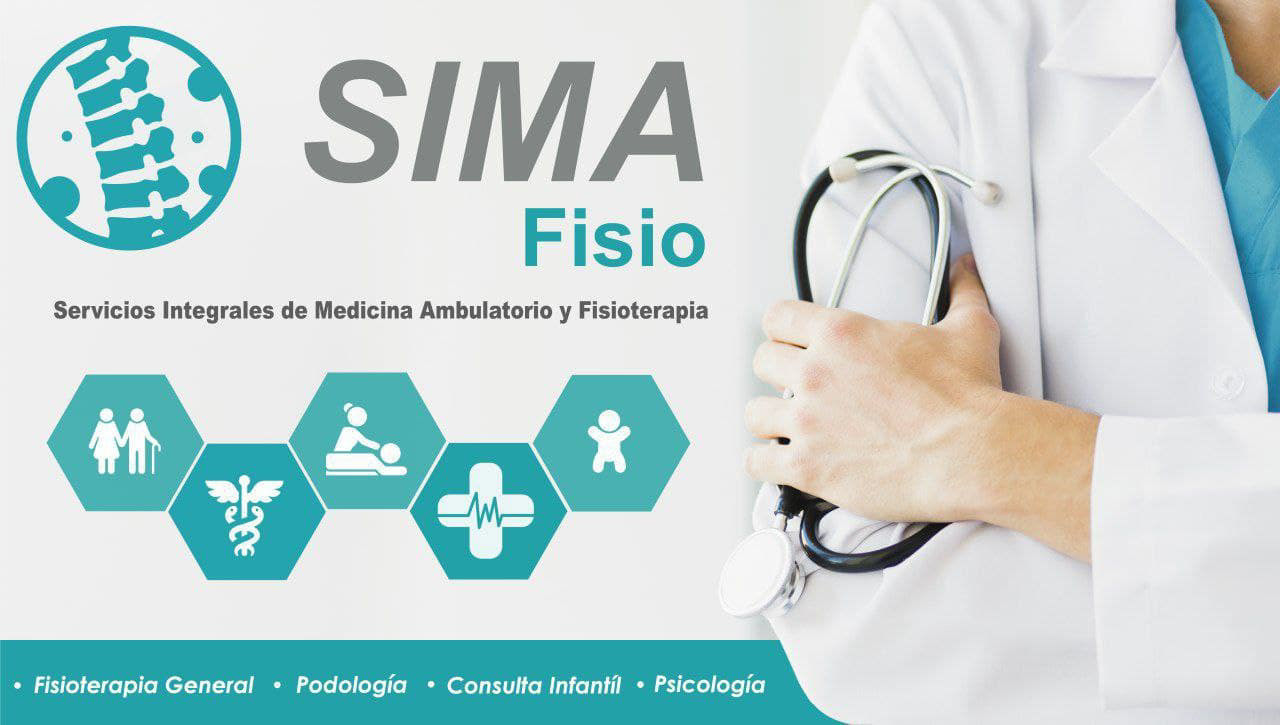 SIMA
Fisio
Servicios Integrales de Medicina Ambulatorio y Fisioterapia
• Fisioterapia General • Podología • Consulta Infantíl • Psicología